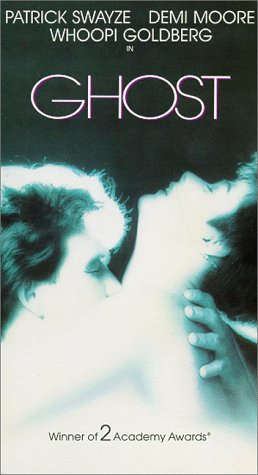 PATRICK SWAYZE DEMI MOORE
WHOOPI GOLDBERG
IN
GHOST
Winner of 2 Academy Awards®